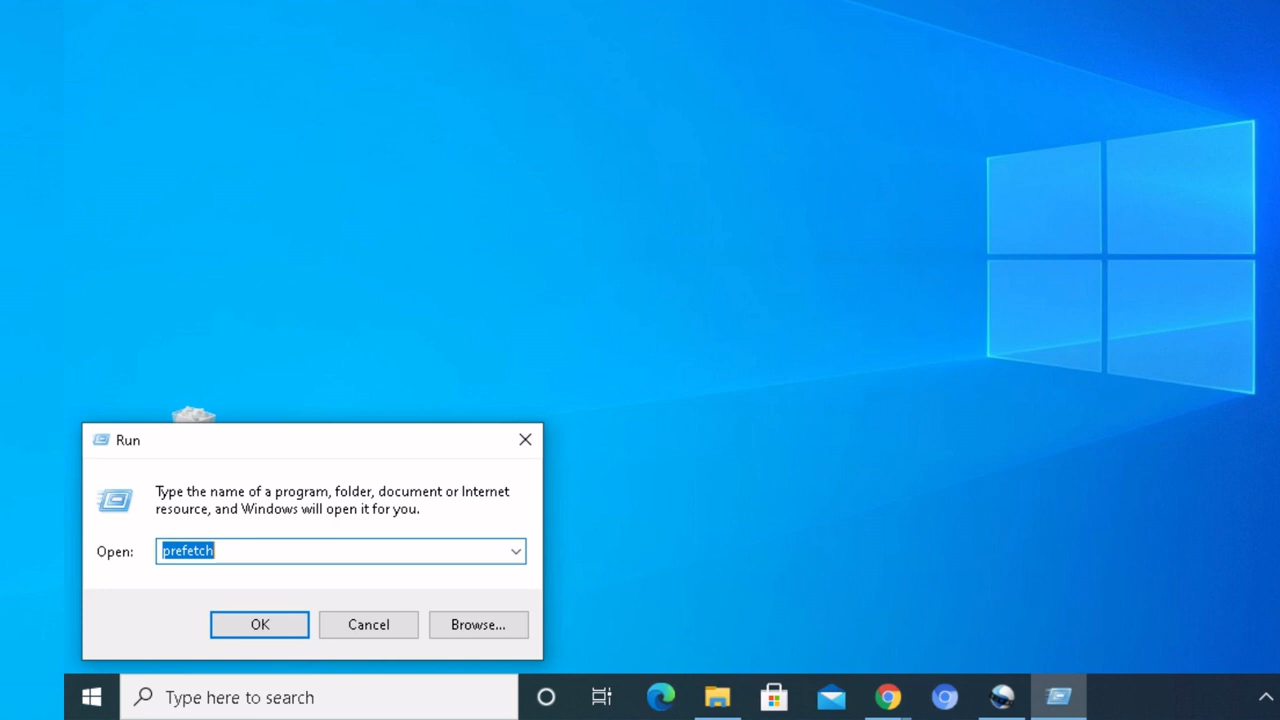 Run
Type the name of a program, folder, document or Internet
resource, and Windows will open it for you.
Open: prefetch
OK Cancel Browse...
Type here to search